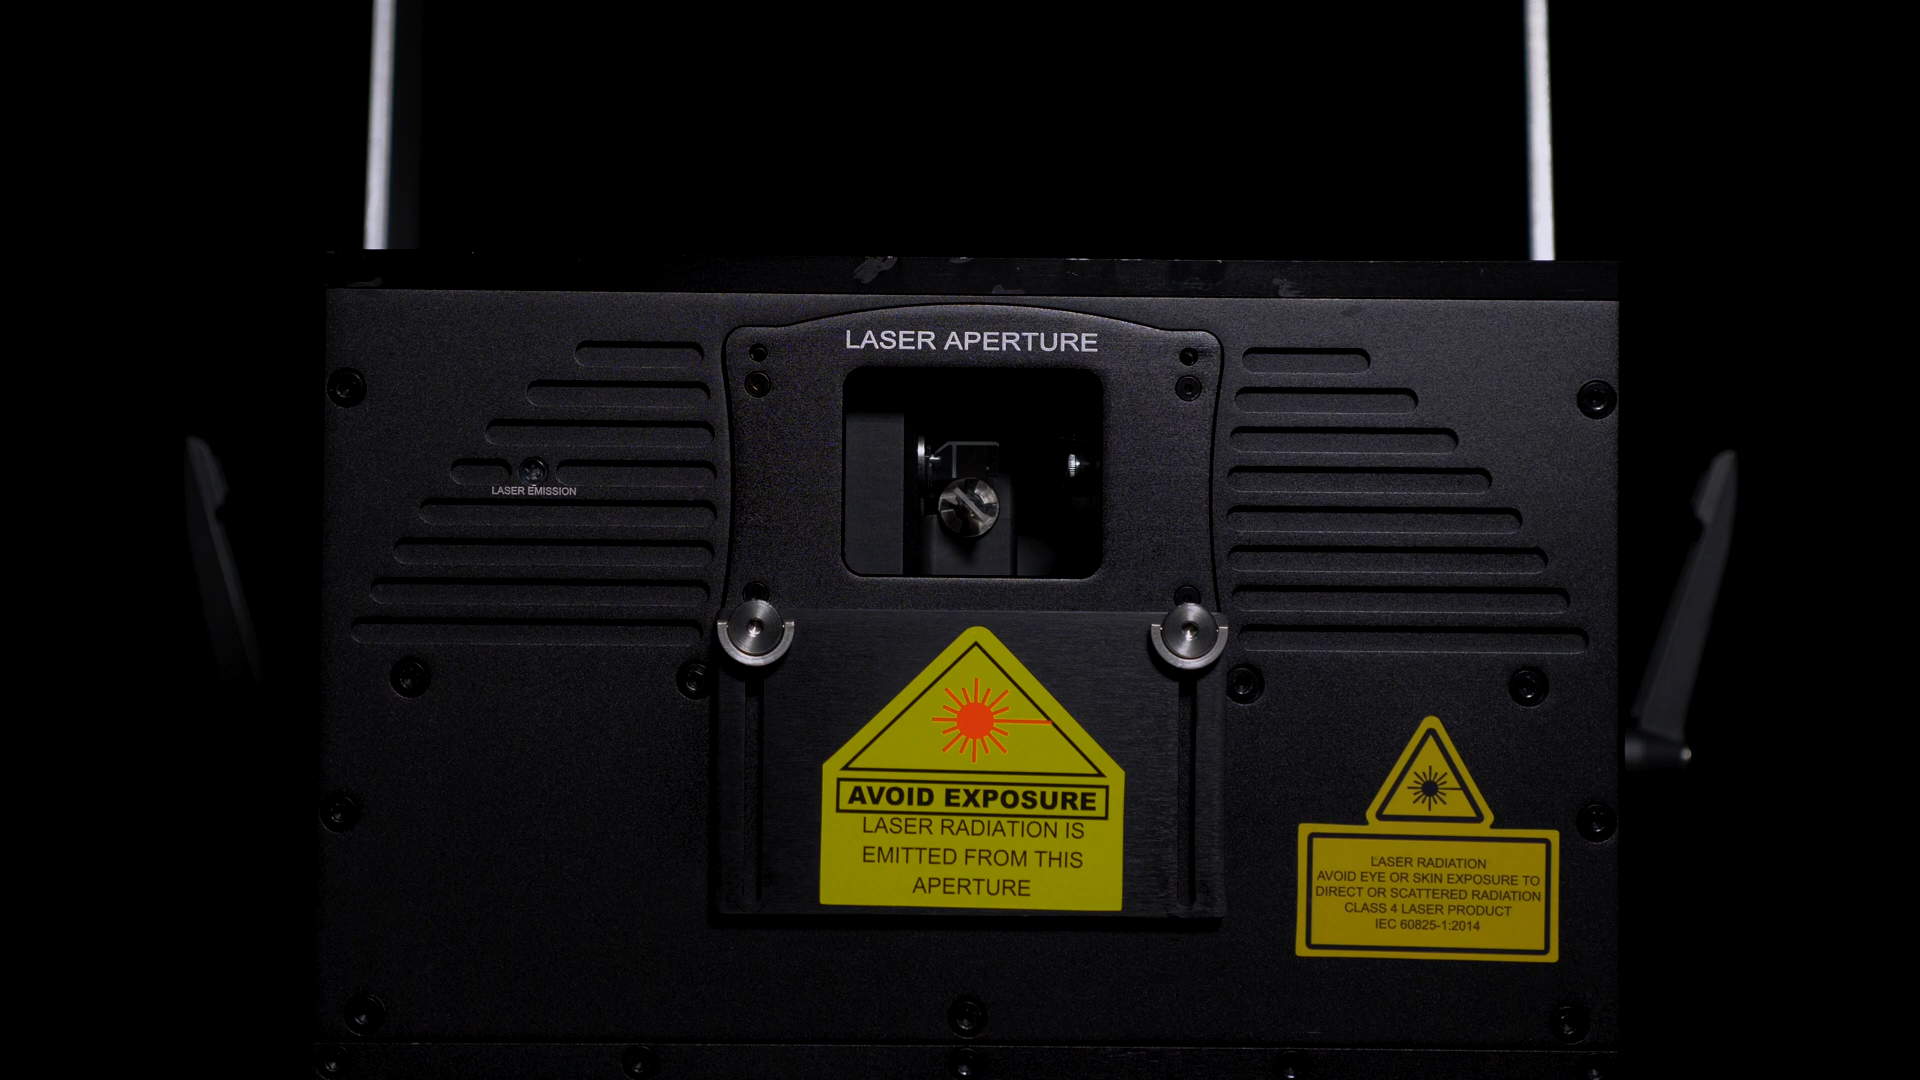 LASER APERTURE
LASER EMISSION
AVOID EXPOSURE
LASER RADIATION IS
EMITTED FROM THIS
APERTURE
LASER RADIATION
AVOID EYE OR SKIN EXPOSURE TO
DIRECT OR SCATTERED RADIATION
CLASS 4 LASER PRODUCT
IEC 60825-1:2014